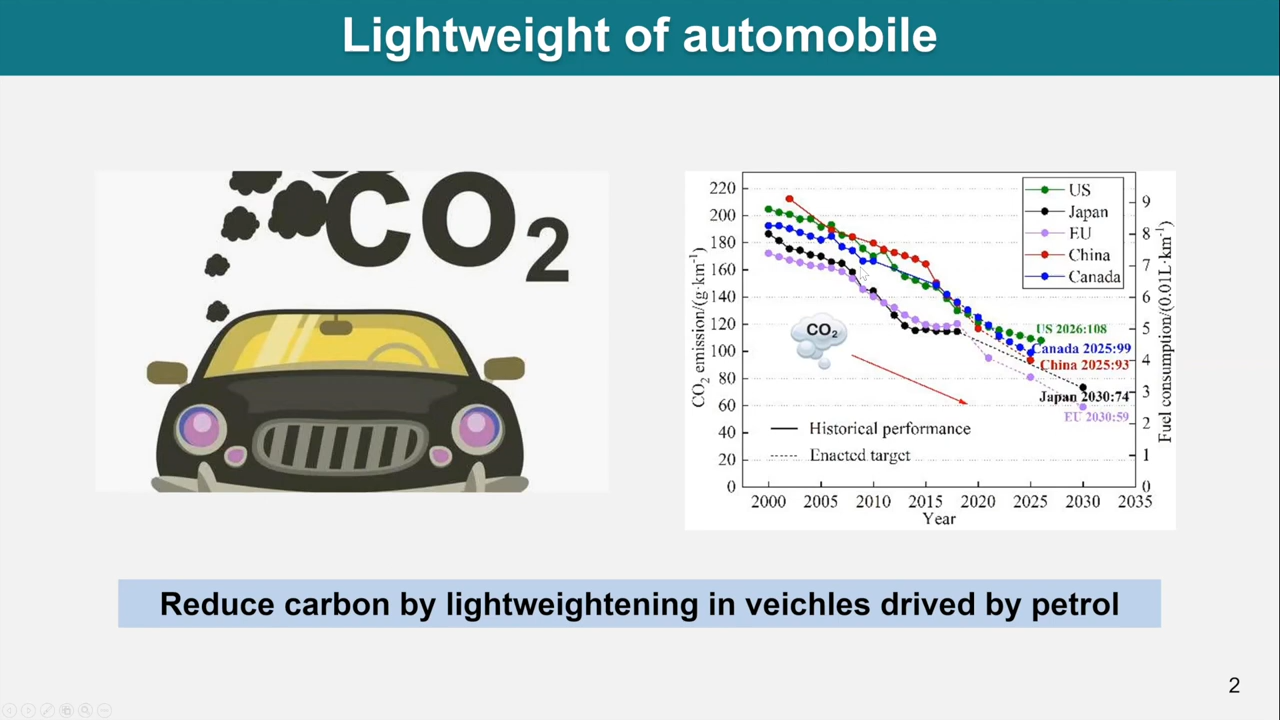 Lightweight of automobile
CO2
220
200
180
160
140
120
100
80
60
40
20
0
CO2 emission/(g·km-1)
US
Japan
EU
China
Canada
CO2
US 2026:108
Canada 2025:99
China 2025:93
Japan 2030:74
EU 2030:59
Historical performance
Enacted target
9
8
7
6
5
4
3
2
1
0
Fuel consumption/(0.01L·km-1)
2000 2005 2010 2015 2020 2025 2030 2035
Year
Reduce carbon by lightweightening in veichles drived by petrol
2